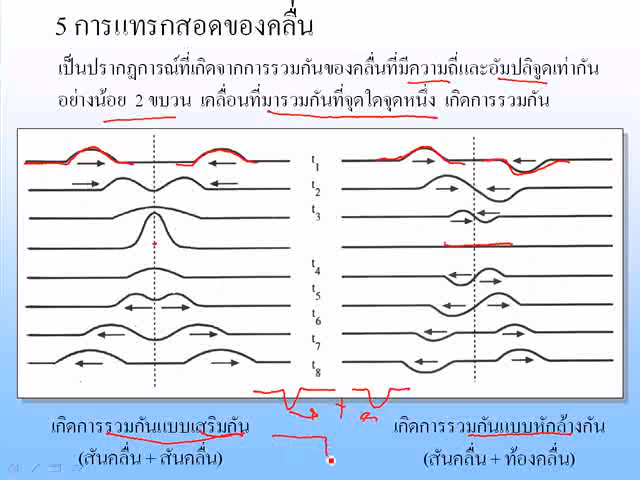 5 การแทรกสอดของคลื่น
เป็นปรากฏการณ์ที่เกิดจากการรวมกันของคลื่นที่มีความถี่และอัมปลิจูดเท่ากัน
อย่างน้อย 2 ขบวน เคลื่อนที่มารวมกันที่จุดใดจุดหนึ่ง เกิดการรวมกัน
t1
t2
t3
t4
t5
t6
t7
t8
เกิดการรวมกันแบบเสริมกัน
(สันคลื่น + สันคลื่น)
+
เกิดการรวมกันแบบหักล้างกัน
(สันคลื่น + ท้องคลื่น)